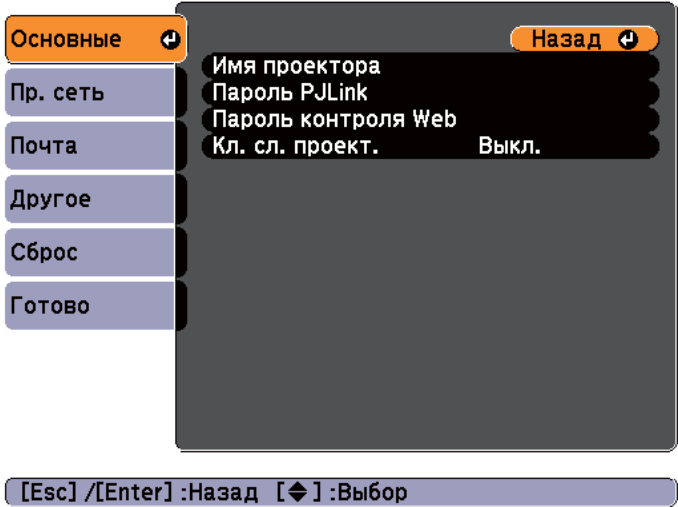 Основные
Назад
Имя проектора
Пр. сеть
Пароль PJLink
Пароль контроля Web
Почта
Кл. сл. проект. Выкл.
Другое
Сброс
Готово
[Esc] /[Enter] :Назад [ ] :Выбор